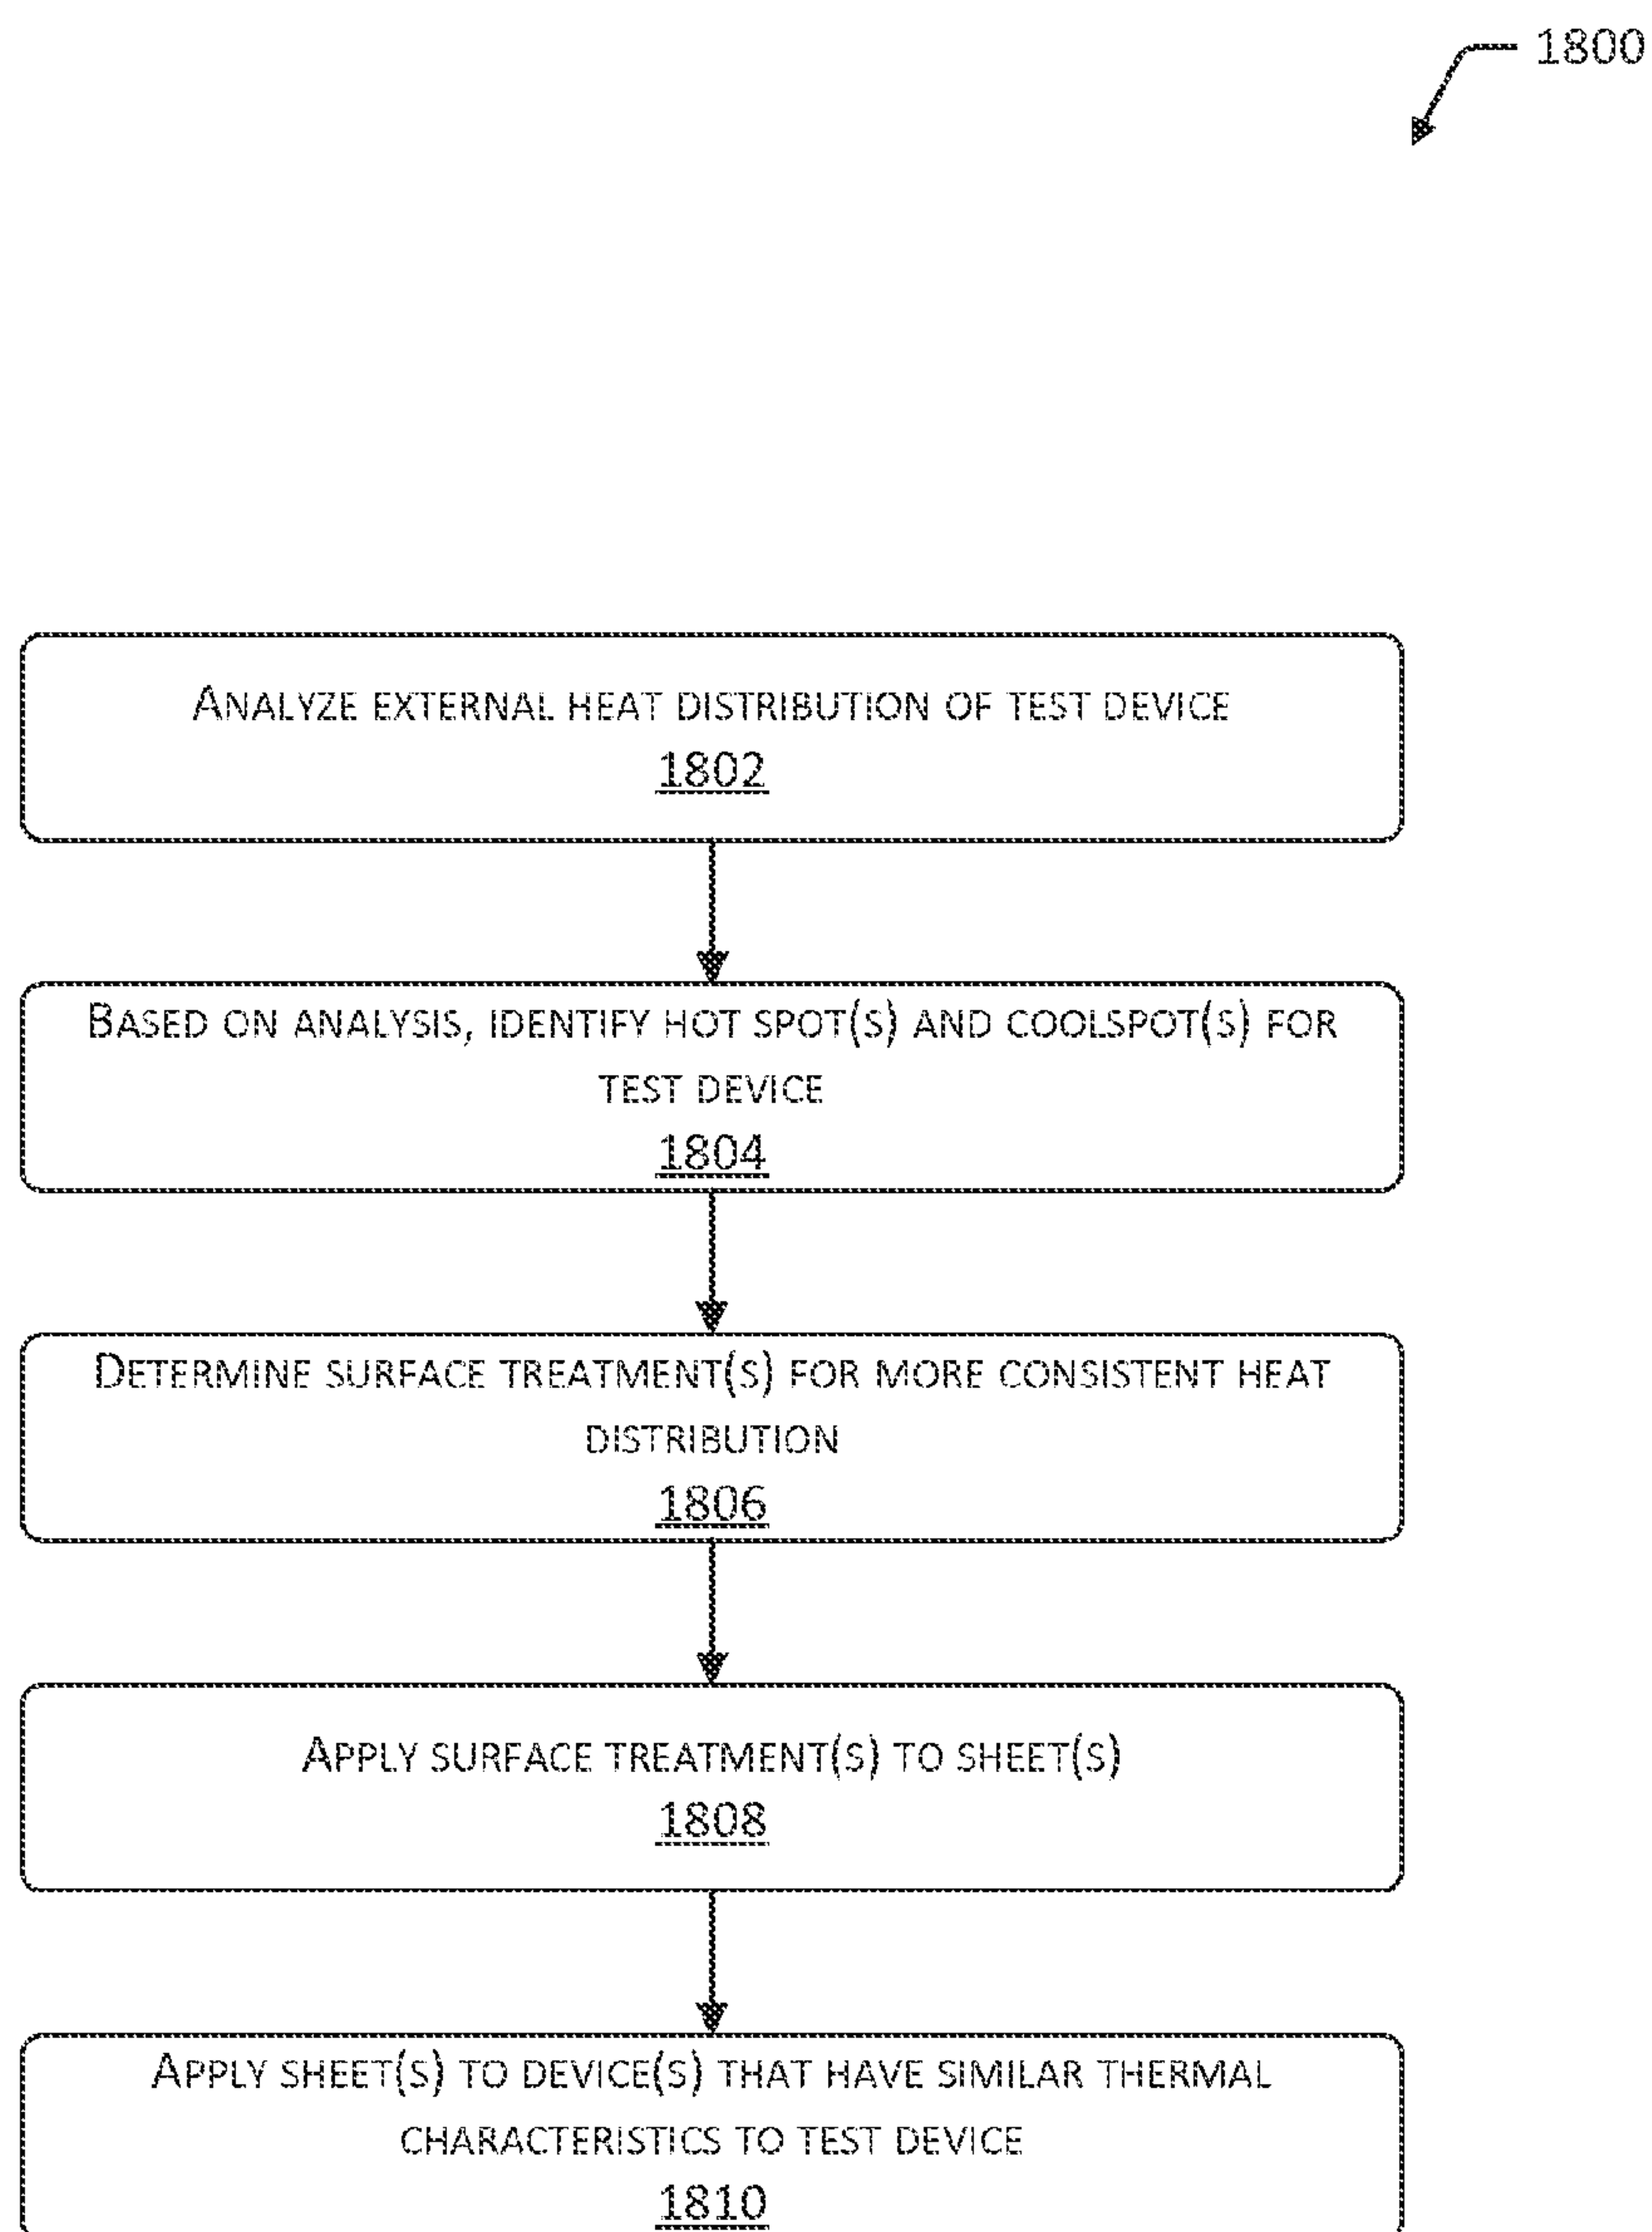 1800
Analyze external heat distribution of test device
1802
Based on analysis, identify hot spot(s) and coolspot(s) for
test device
1804
Determine surface treatment(s) for more consistent heat
distribution
1806
Apply surface treatment(s) to sheet(s)
1808
Apply sheet(s) to device(s) that have similar thermal
characteristics to test device
1810